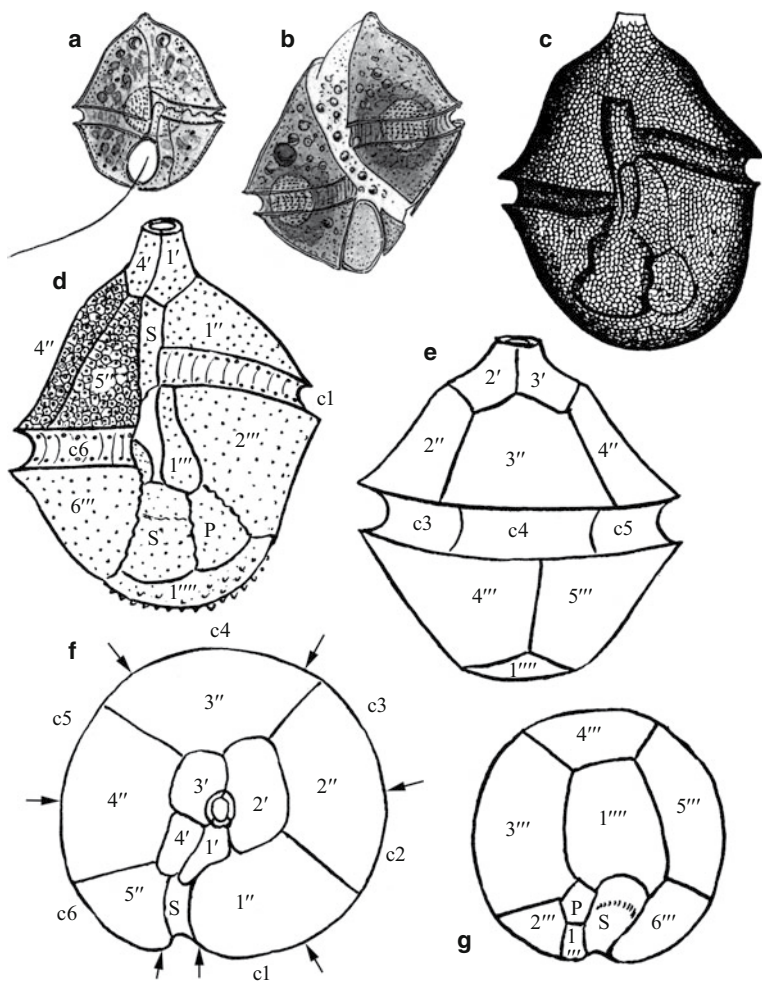 a
b
c
d
4′ 1′
S
1″
4″
5″
c1
c6
2‴
1‴
6‴
S P
1⁗
e
2′ 3′
2″ 4″
3″
c3 c4 c5
4‴ 5‴
1⁗
f
c4
3″
c5 c3
3′
4″ 2′ 2″
4′ 1′
c2
5″
c6 S 1″
c1
4‴
3‴ 1⁗ 5‴
P
2‴ S 6‴
1
‴
g